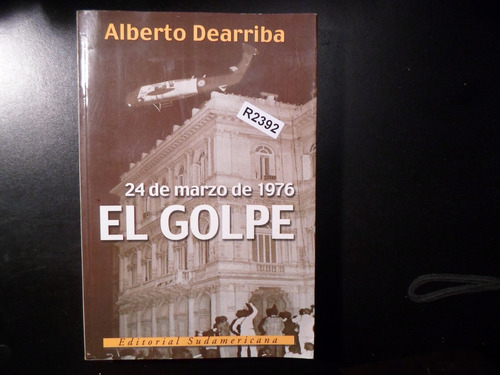 Alberto Dearriba
R2392
24 de marzo de 1976
EL GOLPE
Editorial Sudamericana